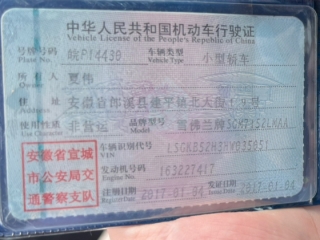 中华人民共和国机动车行驶证
Vehicle License of the People's Republic of China
号牌号码 皖P14439 车辆类型 小型轿车
Plate No. Vehicle Type
所有人 夏伟
Owner
住址 安徽省郎溪县建平镇北大街
Address
使用性质 非营运 品牌型号 雪佛兰牌
Use Character Model
安徽省宣城
市公安局交
通警察支队
车辆识别代号
VIN
发动机号码 163227417
Engine No.
注册日期 2017-01-04 发证日期 2017-01-04